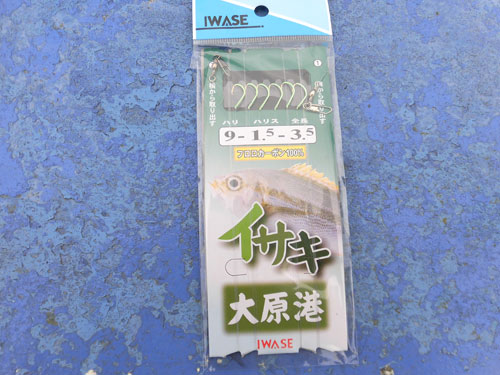 IWASE
①
ハリ ハリス 全長
9-1.5-3.5
フロロカーボン100%
イサキ
大原港
IWASE